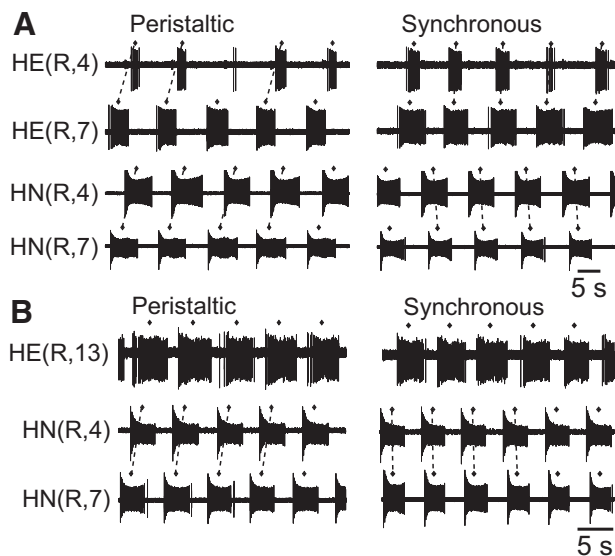 A
Peristaltic Synchronous
HE(R,4)
HE(R,7)
HN(R,4)
HN(R,7)
5 s
B
Peristaltic Synchronous
HE(R,13)
HN(R,4)
HN(R,7)
5 s